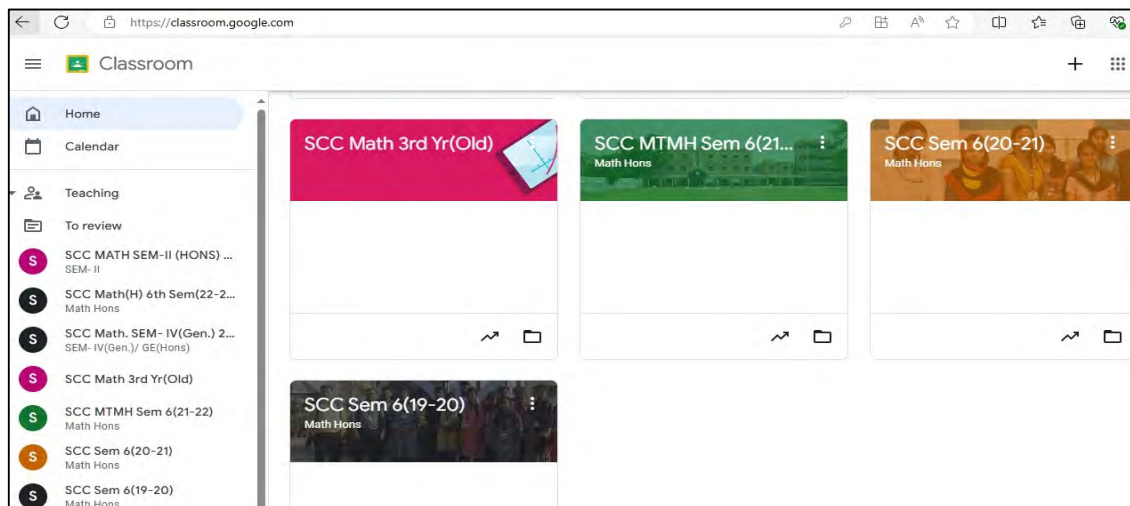 https://classroom.google.com
Classroom
Home
Calendar
Teaching
To review
S SCC MATH SEM-II (HONS) ...
SEM- II
S SCC Math(H) 6th Sem(22-2...
Math Hons
S SCC Math. SEM- IV(Gen.) 2...
SEM- IV(Gen.)/ GE(Hons)
S SCC Math 3rd Yr(Old)
S SCC MTMH Sem 6(21-22)
Math Hons
S SCC Sem 6(20-21)
Math Hons
S SCC Sem 6(19-20)
Math Hons
SCC Math 3rd Yr(Old)
SCC MTMH Sem 6(21...
Math Hons
SCC Sem 6(20-21)
Math Hons
SCC Sem 6(19-20)
Math Hons